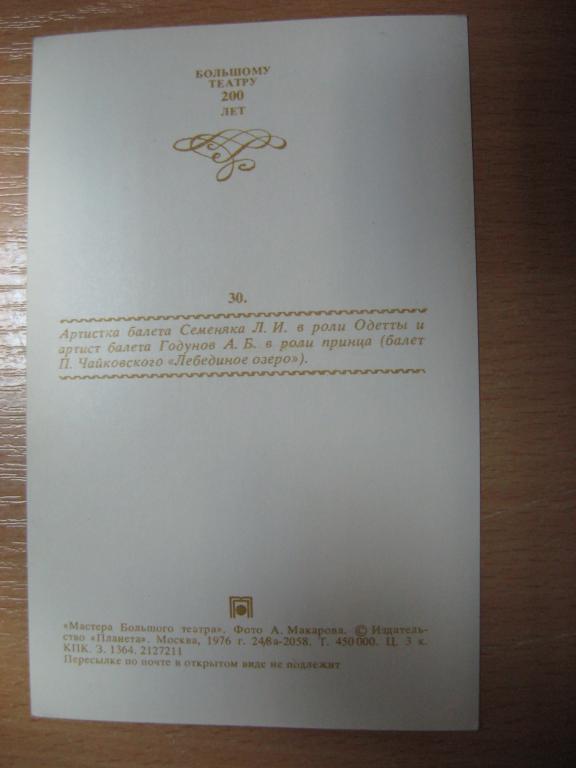 БОЛЬШОМУ
ТЕАТРУ
200
ЛЕТ
30.
Артистка балета Семеняка Л. И. в роли Одетты и
артист балета Годунов А. Б. в роли принца (балет
П. Чайковского «Лебединое озеро»).
«Мастера Большого театра». Фото А. Макарова. © Издатель-
ство «Планета». Москва, 1976 г. 24/8а-2058. Т. 450 000. Ц. 3 к.
КПК. З. 1364. 2127211
Пересылке по почте в открытом виде не подлежит